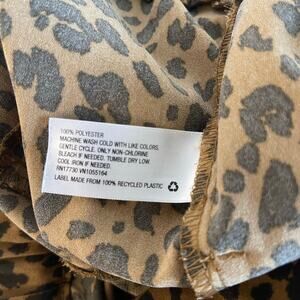 100% POLYESTER
MACHINE WASH COLD WITH LIKE COLORS.
GENTLE CYCLE. ONLY NON-CHLORINE
BLEACH IF NEEDED. TUMBLE DRY LOW.
COOL IRON IF NEEDED.
RN17730 VN1055164
LABEL MADE FROM 100% RECYCLED PLASTIC